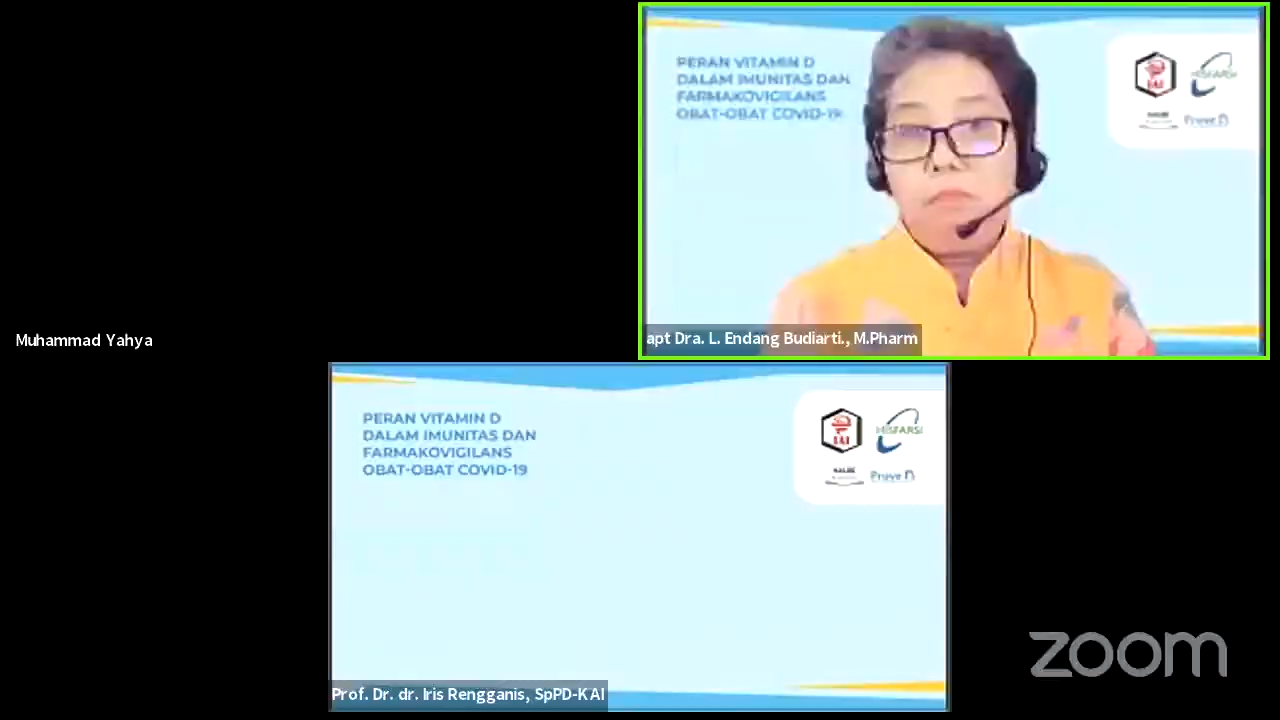 PERAN VITAMIN D
DALAM IMUNITAS DAN
FARMAKOVIGILANS
OBAT-OBAT COVID-19
IAI
HISFARSI
KALBE
Prove D
Muhammad Yahya
apt Dra. L. Endang Budiarti., M.Pharm
PERAN VITAMIN D
DALAM IMUNITAS DAN
FARMAKOVIGILANS
OBAT-OBAT COVID-19
IAI
HISFARSI
KALBE
Prove D
Prof. Dr. dr. Iris Rengganis, SpPD-KAI
zoom